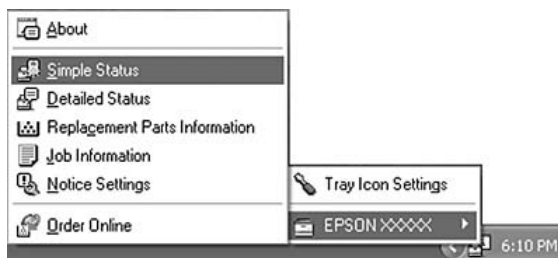 About
Simple Status
Detailed Status
Replacement Parts Information
Job Information
Notice Settings
Order Online
Tray Icon Settings
EPSON XXXXX
6:10 PM